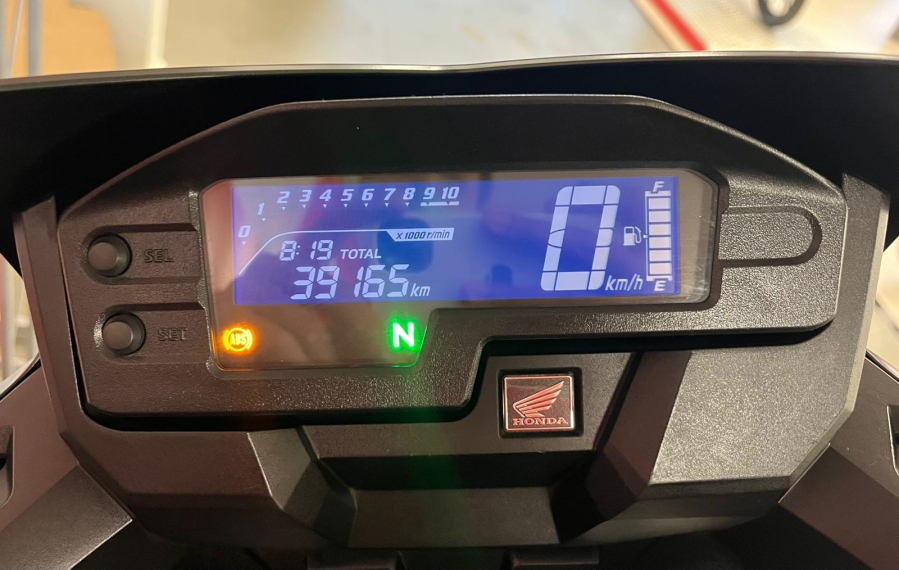 0 1 2 3 4 5 6 7 8 9 10
x 1000 r/min
8:19 TOTAL
39165 km
0 km/h
F
E
SEL
SET
ABS
N
HONDA